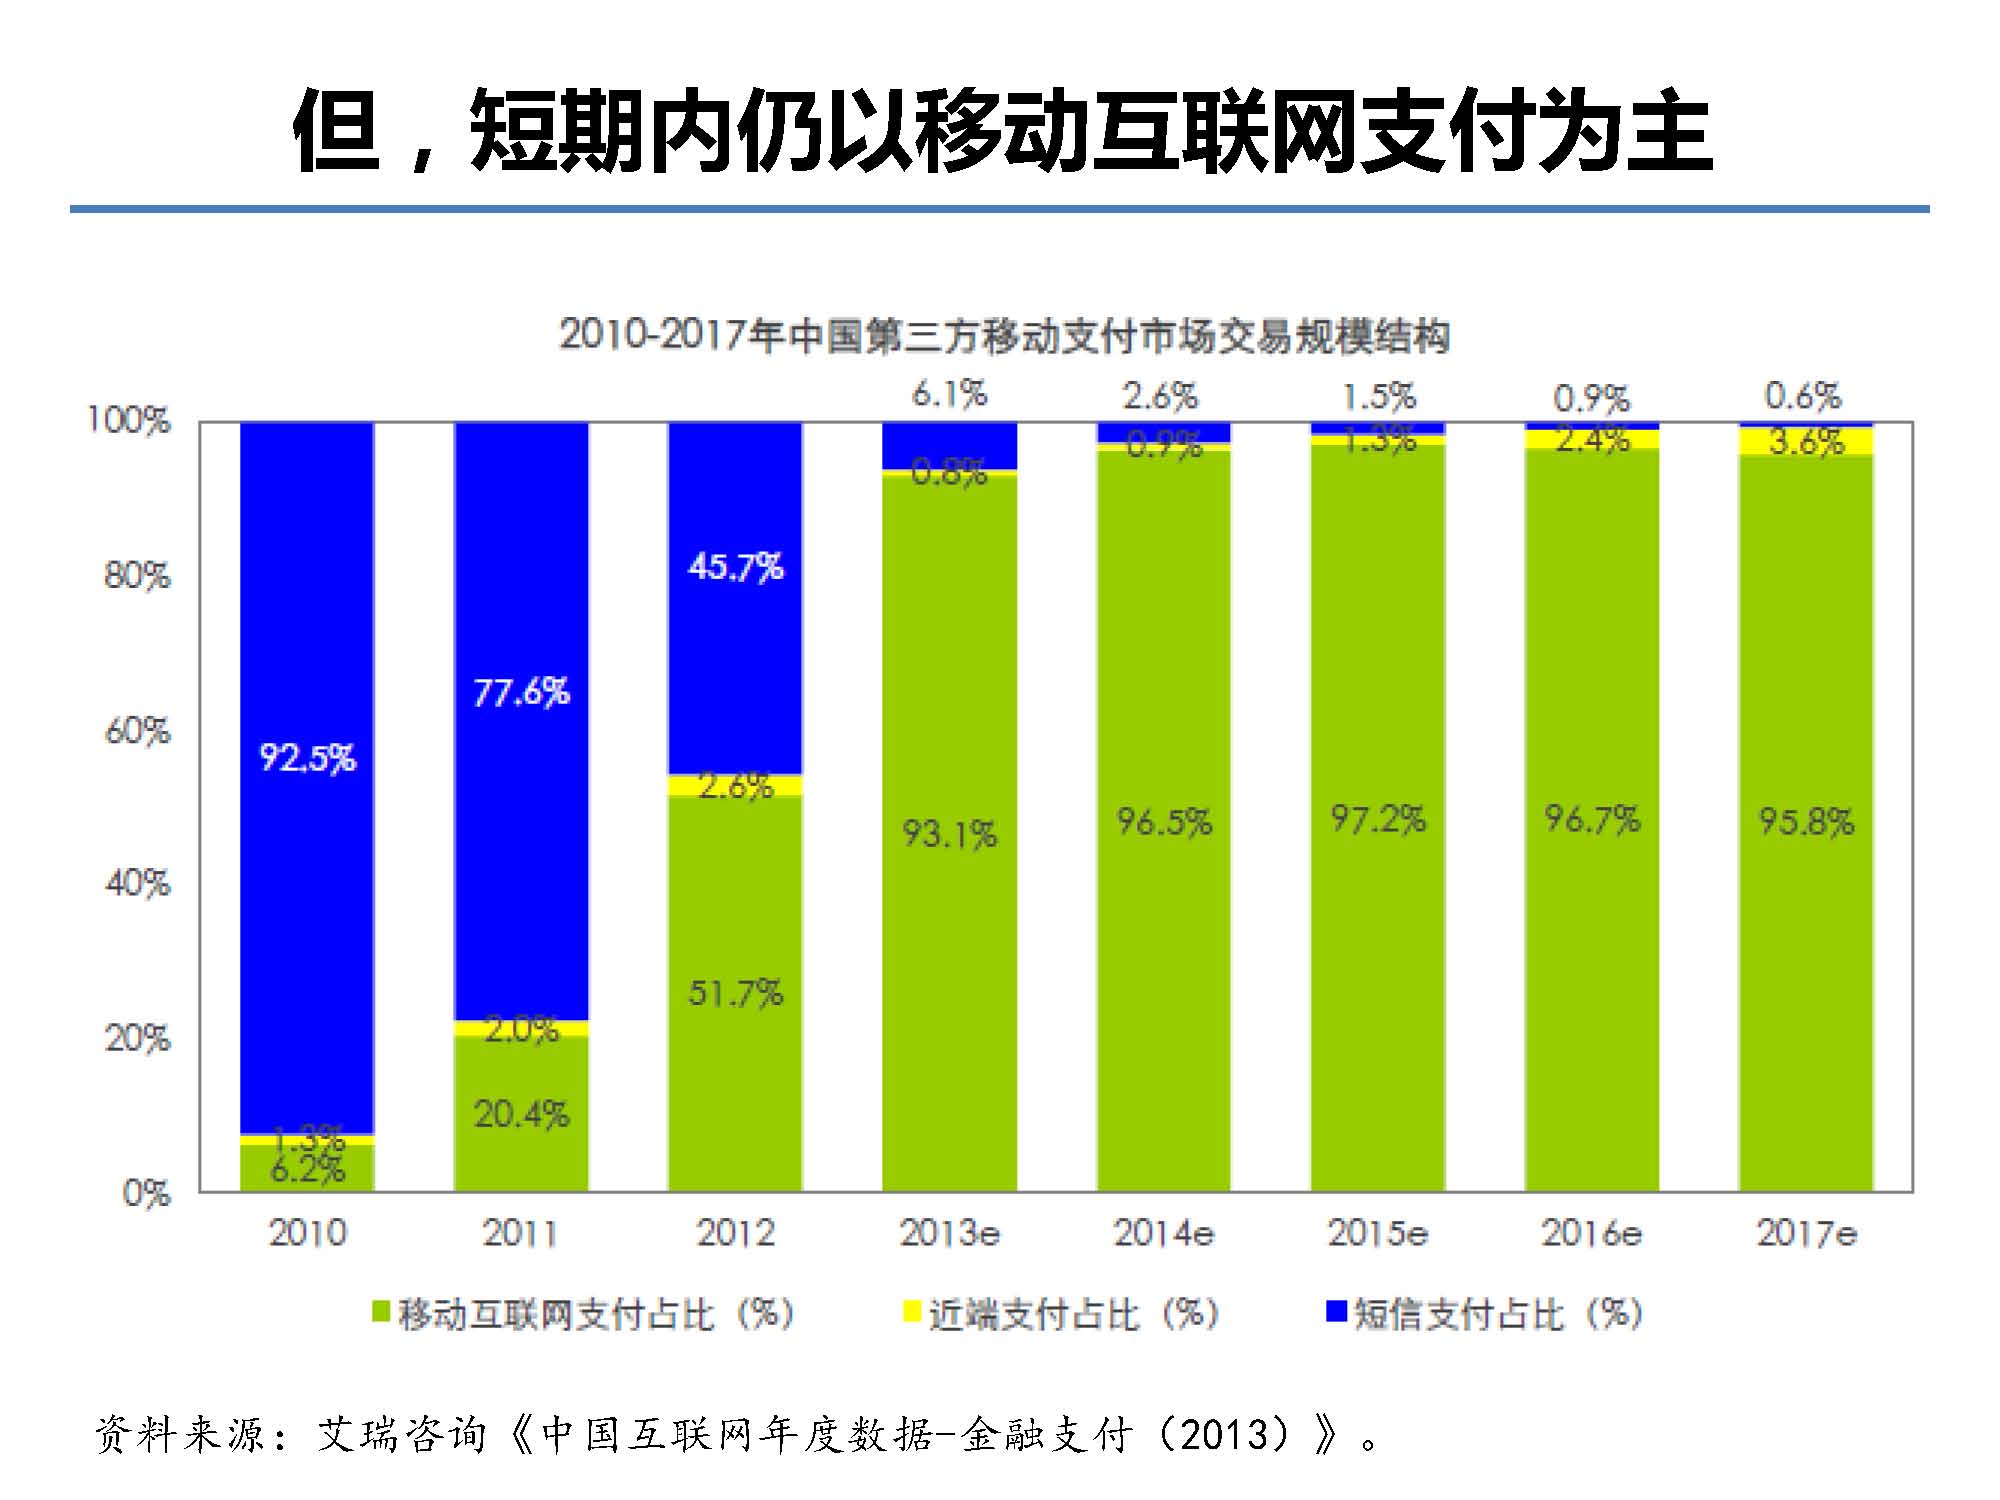 但，短期内仍以移动互联网支付为主
2010-2017年中国第三方移动支付市场交易规模结构
6.1% 2.6% 1.5% 0.9% 0.6%
100%
0.8% 0.9% 1.3% 2.4% 3.6%
80%
92.5% 77.6% 45.7%
60%
1.3% 2.0% 2.6%
40%
6.2% 20.4% 51.7% 93.1% 96.5% 97.2% 96.7% 95.8%
20%
0%
2010 2011 2012 2013e 2014e 2015e 2016e 2017e
移动互联网支付占比（%） 近端支付占比（%） 短信支付占比（%）
资料来源：艾瑞咨询《中国互联网年度数据-金融支付（2013）》。